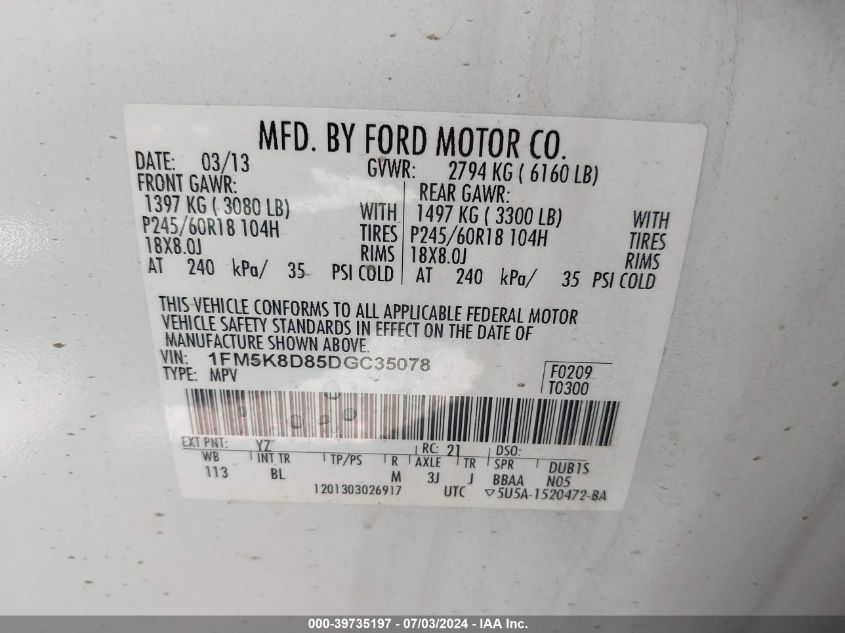 MFD. BY FORD MOTOR CO.
DATE: 03/13 GVWR: 2794 KG ( 6160 LB)
FRONT GAWR: REAR GAWR:
1397 KG ( 3080 LB) WITH 1497 KG ( 3300 LB) WITH
P245/60R18 104H TIRES P245/60R18 104H TIRES
18X8.0J RIMS 18X8.0J RIMS
AT 240 kPa/ 35 PSI COLD AT 240 kPa/ 35 PSI COLD
THIS VEHICLE CONFORMS TO ALL APPLICABLE FEDERAL MOTOR
VEHICLE SAFETY STANDARDS IN EFFECT ON THE DATE OF
MANUFACTURE SHOWN ABOVE.
VIN: 1FM5K8D85DGC35078 F0209
TYPE: MPV T0300
EXT PNT: YZ RC: 21 DSO:
WB INT TR TP/PS R AXLE TR SPR DUB1S
113 BL M 3J J BBAA N05
1201303026917 UTC ▽5U5A-1520472-BA
000-39735197 - 07/03/2024 - IAA Inc.